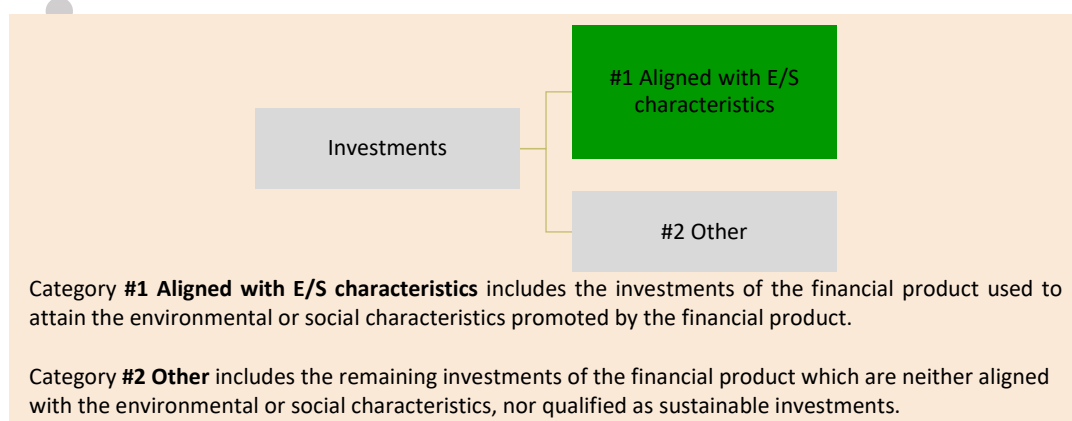 #1 Aligned with E/S
characteristics
Investments
#2 Other
Category #1 Aligned with E/S characteristics includes the investments of the financial product used to
attain the environmental or social characteristics promoted by the financial product.
Category #2 Other includes the remaining investments of the financial product which are neither aligned
with the environmental or social characteristics, nor qualified as sustainable investments.